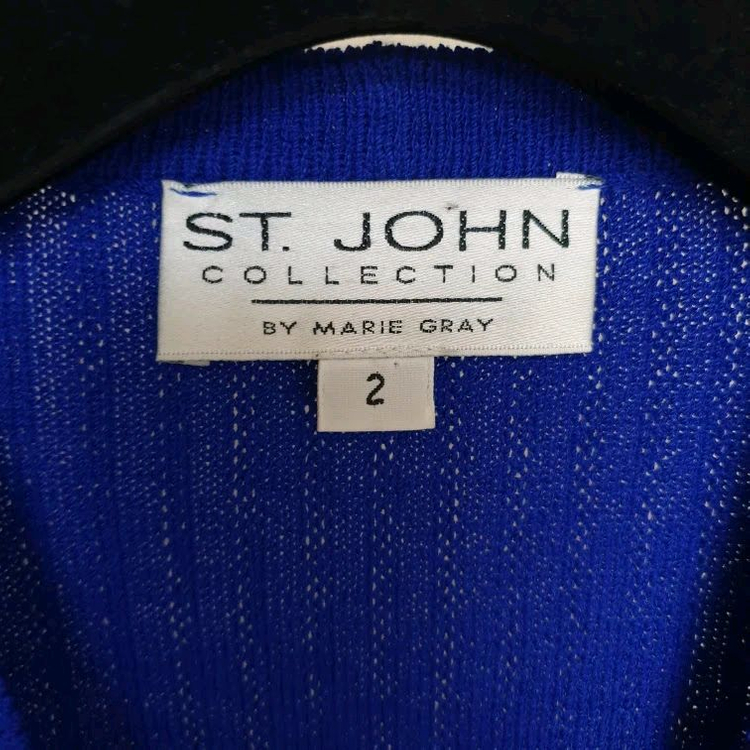 ST. JOHN
COLLECTION
BY MARIE GRAY
2